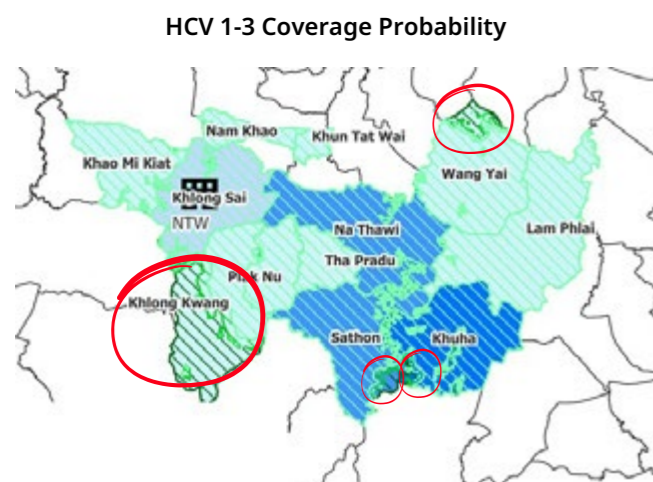 HCV 1-3 Coverage Probability
Nam Khao
Khun Tat Wai
Khao Mi Kiat
Wang Yai
Khlong Sai
NTW
Na Thawi
Lam Phlai
Tha Pradu
Plak Nu
Khlong Kwang
Sathon
Khuha